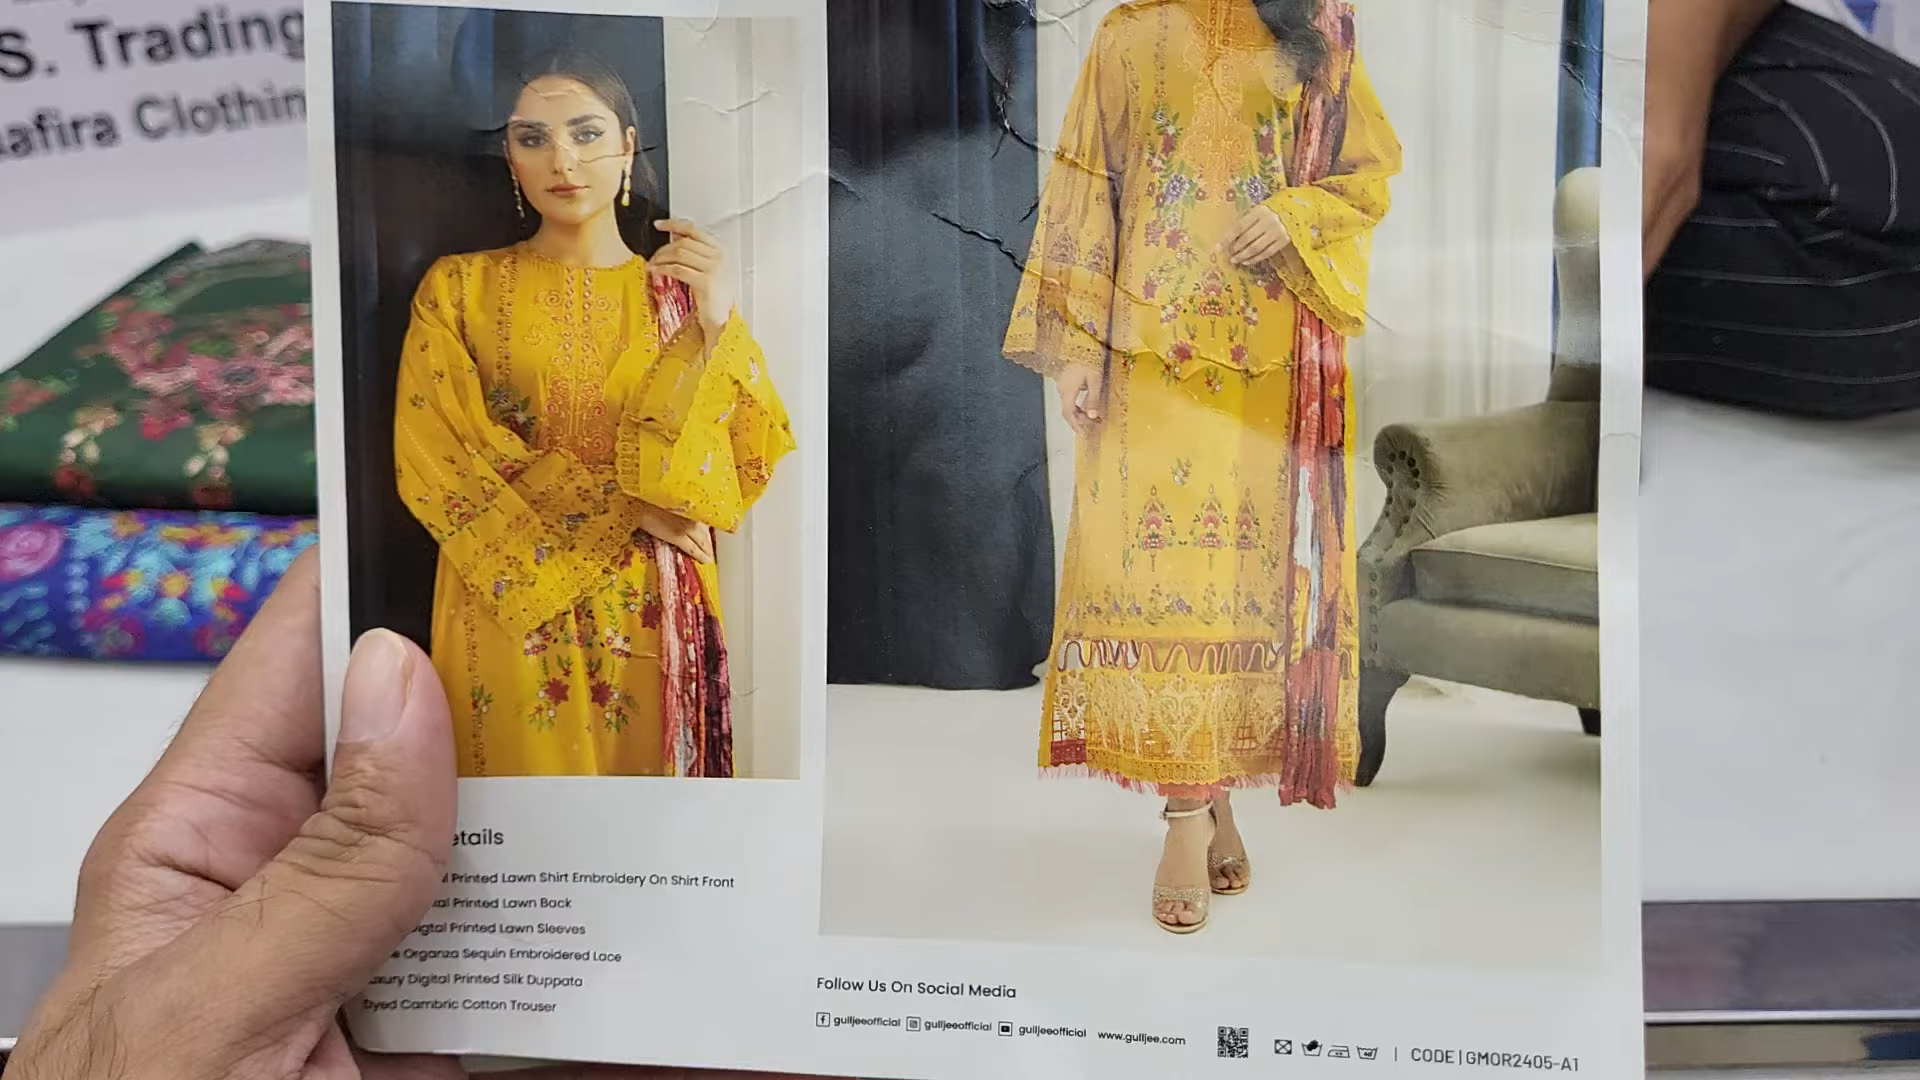 S. Trading
afira Clothin
etails
Printed Lawn Shirt Embroidery On Shirt Front
Printed Lawn Back
Printed Lawn Sleeves
Organza Sequin Embroidered Lace
Digital Printed Silk Duppata
Dyed Cambric Cotton Trouser
Follow Us On Social Media
gulljeeofficial gulljeeofficial gulljeeofficial www.gulljee.com
CODE|GMOR2405-A1